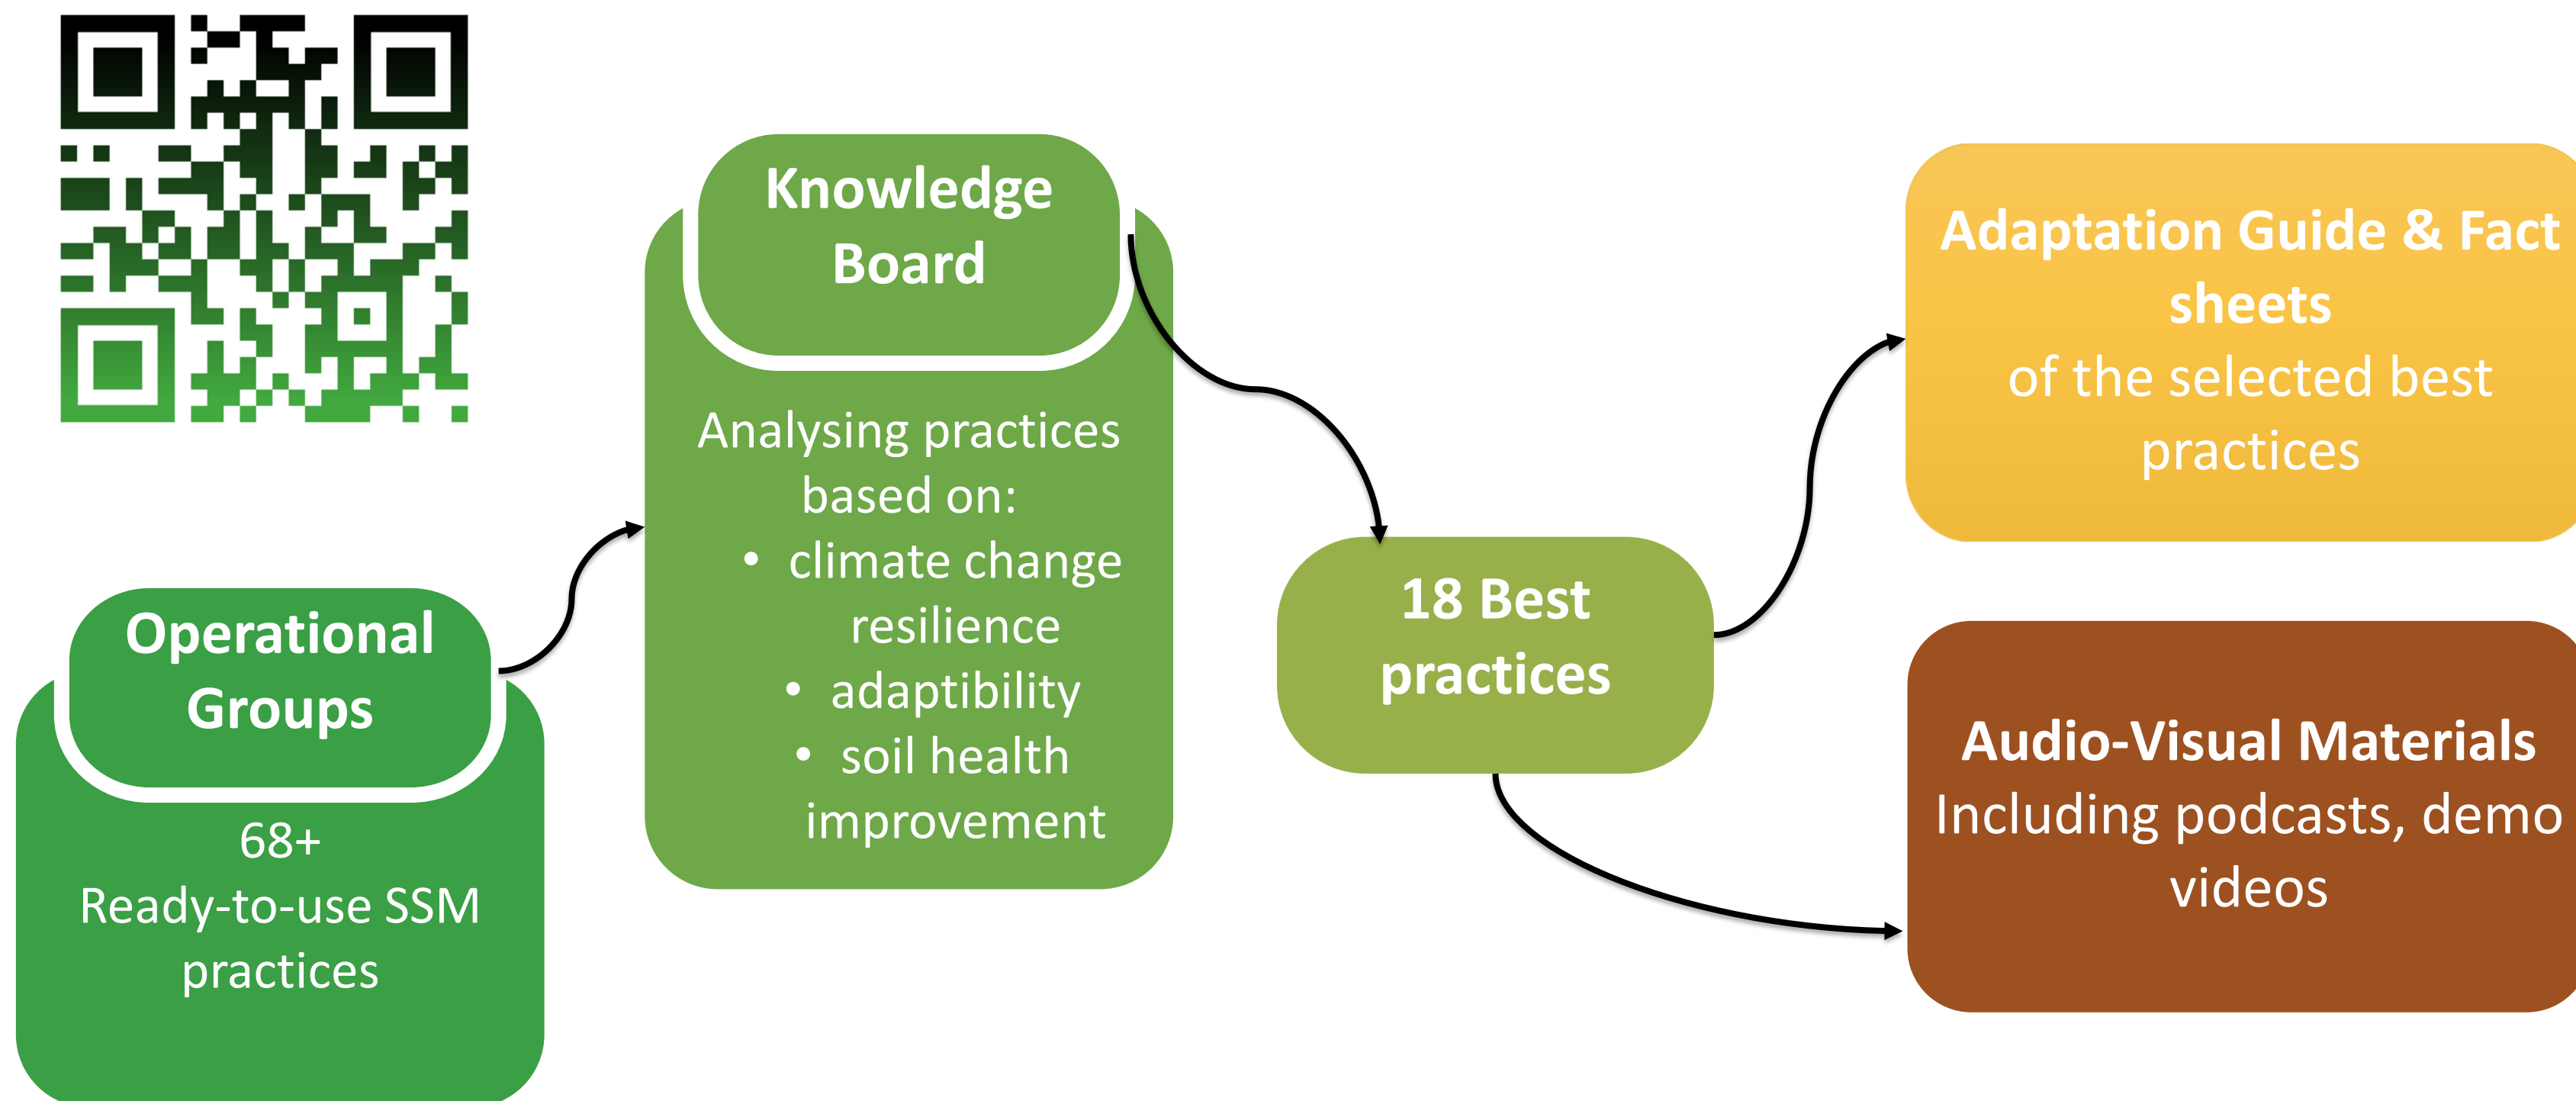 Operational
Groups
68+
Ready-to-use SSM
practices
Knowledge
Board
Analysing practices
based on:
• climate change
resilience
• adaptibility
• soil health
improvement
18 Best
practices
Adaptation Guide & Fact
sheets
of the selected best
practices
Audio-Visual Materials
Including podcasts, demo
videos